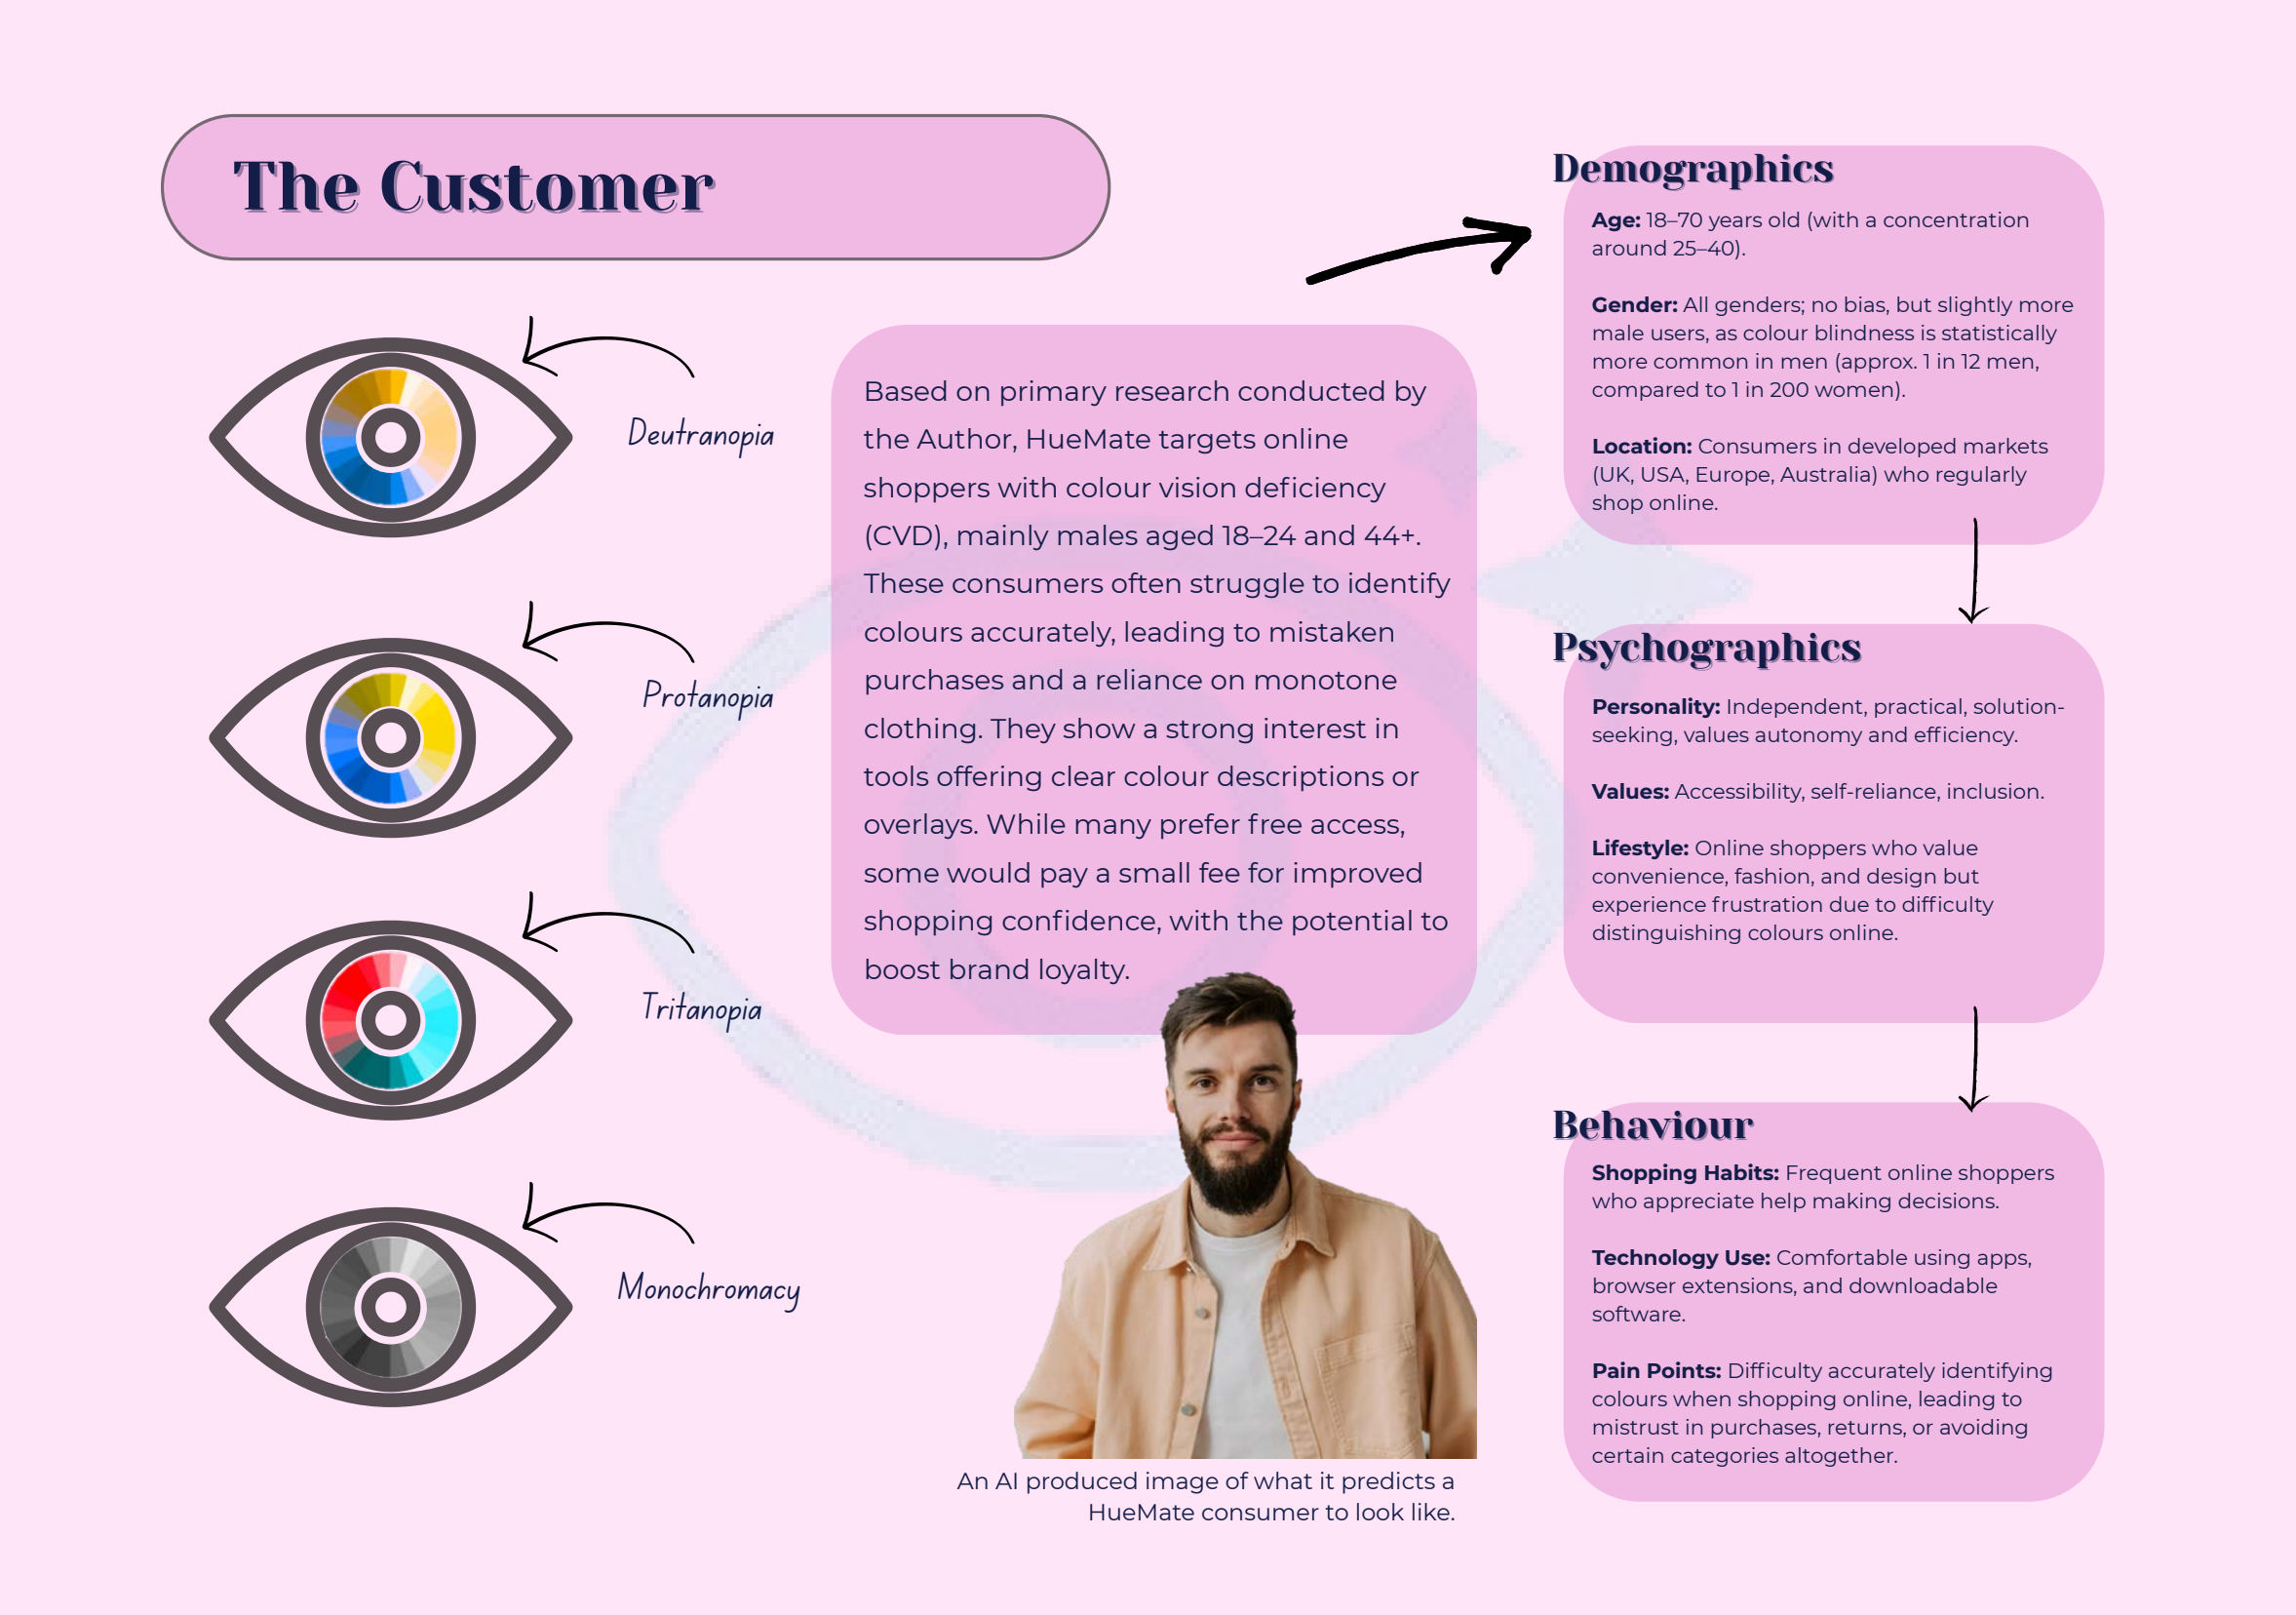 The Customer
Deutranopia
Protanopia
Tritanopia
Monochromacy
Based on primary research conducted by
the Author, HueMate targets online
shoppers with colour vision deficiency
(CVD), mainly males aged 18–24 and 44+.
These consumers often struggle to identify
colours accurately, leading to mistaken
purchases and a reliance on monotone
clothing. They show a strong interest in
tools offering clear colour descriptions or
overlays. While many prefer free access,
some would pay a small fee for improved
shopping confidence, with the potential to
boost brand loyalty.
An AI produced image of what it predicts a
HueMate consumer to look like.
Demographics
Age: 18–70 years old (with a concentration
around 25–40).
Gender: All genders; no bias, but slightly more
male users, as colour blindness is statistically
more common in men (approx. 1 in 12 men,
compared to 1 in 200 women).
Location: Consumers in developed markets
(UK, USA, Europe, Australia) who regularly
shop online.
Psychographics
Personality: Independent, practical, solution-
seeking, values autonomy and efficiency.
Values: Accessibility, self-reliance, inclusion.
Lifestyle: Online shoppers who value
convenience, fashion, and design but
experience frustration due to difficulty
distinguishing colours online.
Behaviour
Shopping Habits: Frequent online shoppers
who appreciate help making decisions.
Technology Use: Comfortable using apps,
browser extensions, and downloadable
software.
Pain Points: Difficulty accurately identifying
colours when shopping online, leading to
mistrust in purchases, returns, or avoiding
certain categories altogether.